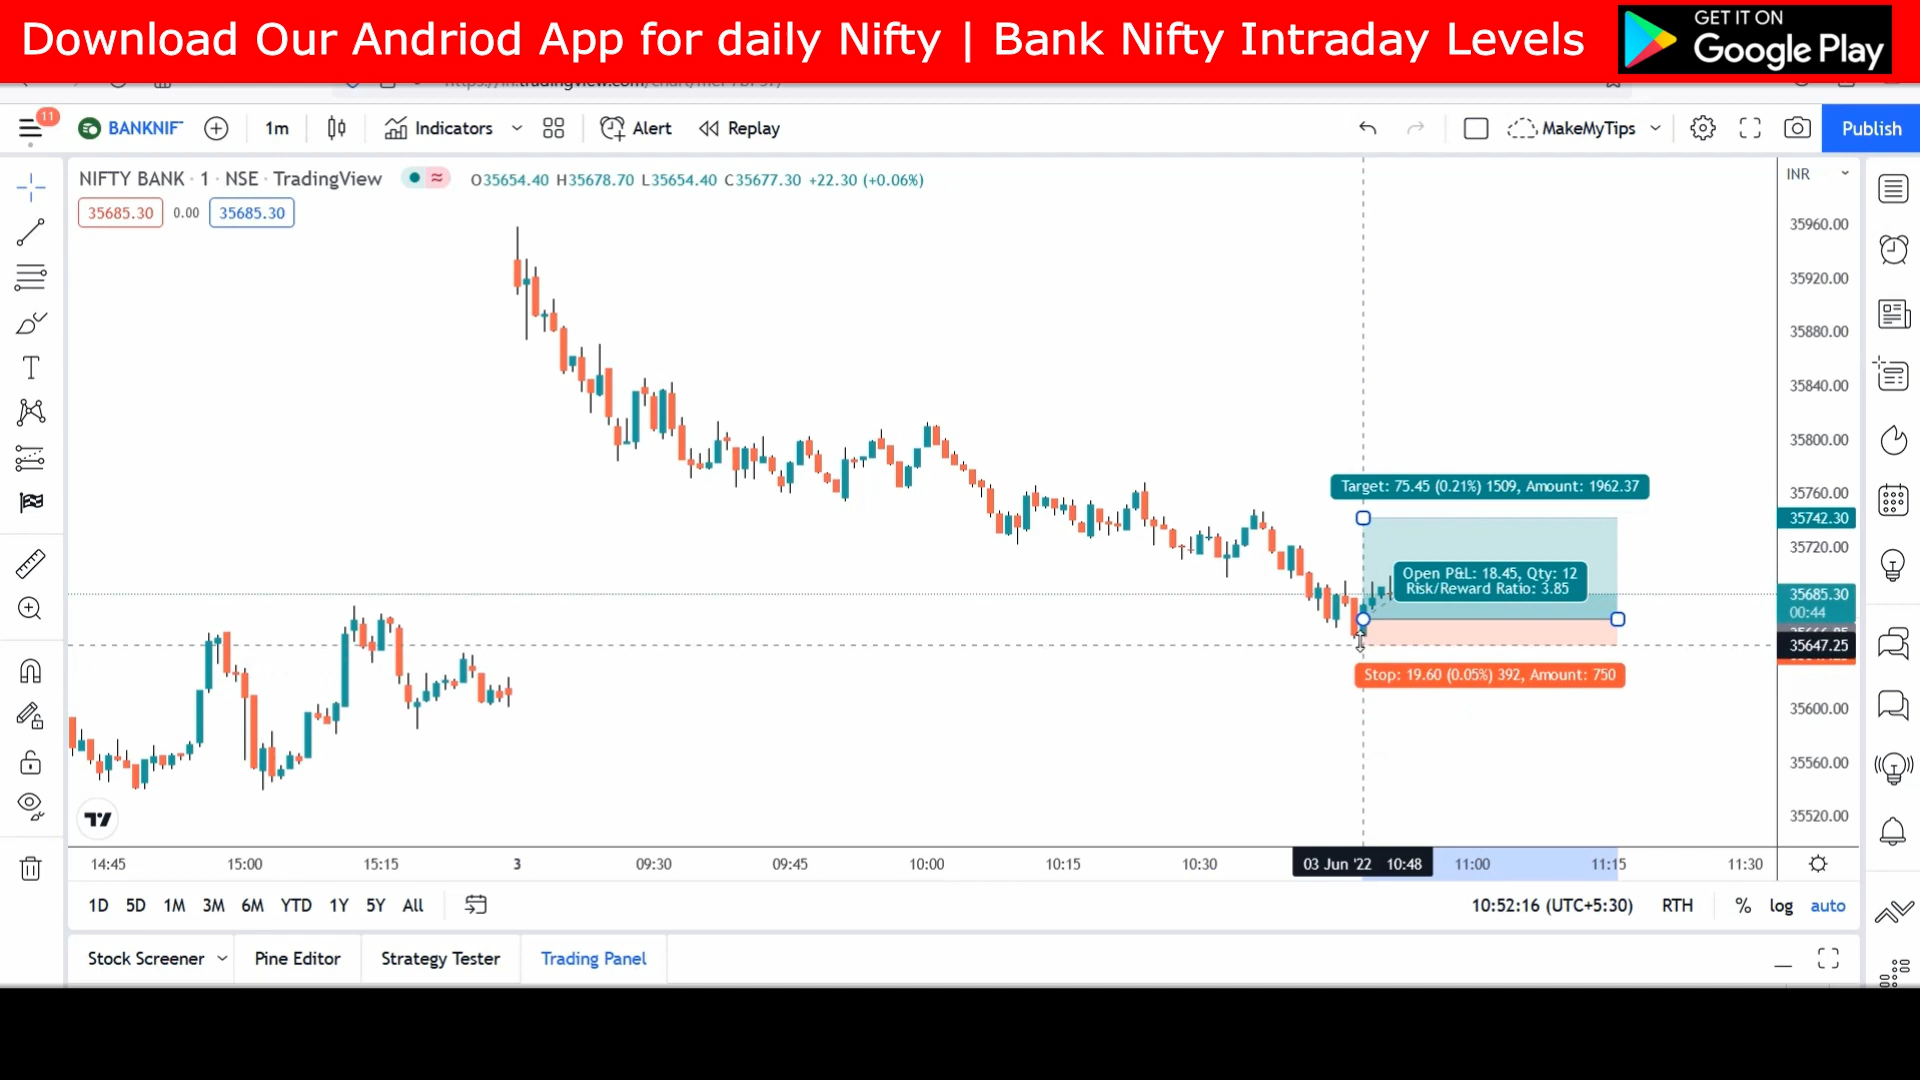 Download Our Andriod App for daily Nifty | Bank Nifty Intraday Levels
GET IT ON
Google Play
11
BANKNIF
1m
Indicators
Alert
Replay
MakeMyTips
Publish
NIFTY BANK · 1 · NSE · TradingView
O35654.40 H35678.70 L35654.40 C35677.30 +22.30 (+0.06%)
35685.30
0.00
35685.30
INR
35960.00
35920.00
35880.00
35840.00
35800.00
35760.00
35742.30
35720.00
35685.30
00:44
35647.25
35600.00
35560.00
35520.00
Target: 75.45 (0.21%) 1509, Amount: 1962.37
Open P&L: 18.45, Qty: 12
Risk/Reward Ratio: 3.85
Stop: 19.60 (0.05%) 392, Amount: 750
14:45
15:00
15:15
3
09:30
09:45
10:00
10:15
10:30
03 Jun '22 10:48
11:00
11:15
11:30
1D 5D 1M 3M 6M YTD 1Y 5Y All
10:52:16 (UTC+5:30)
RTH
%
log
auto
Stock Screener
Pine Editor
Strategy Tester
Trading Panel